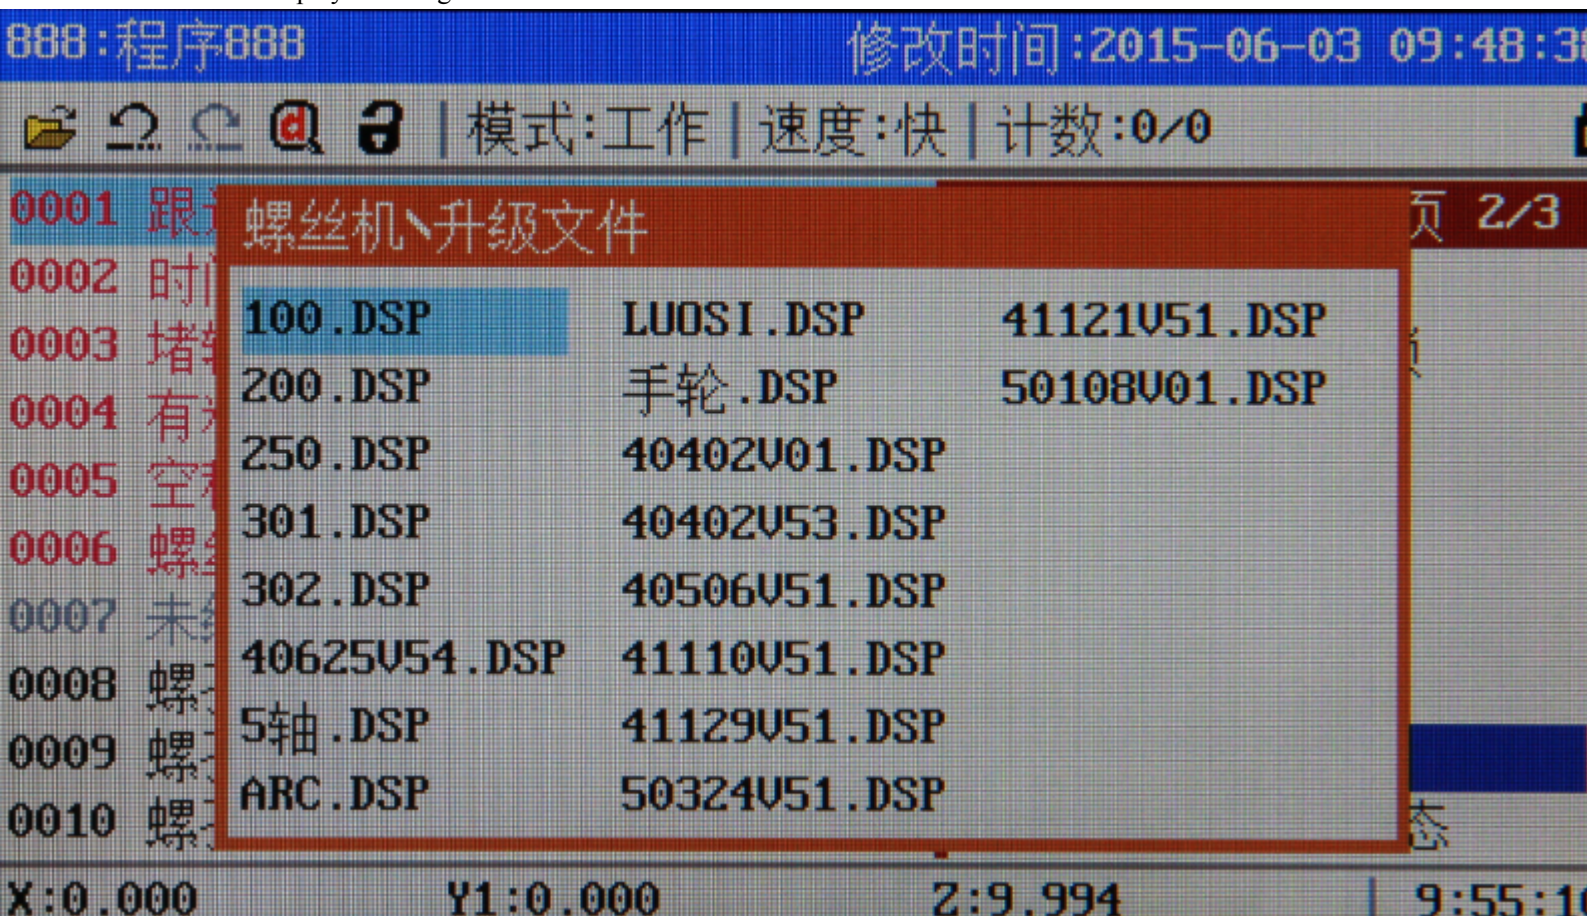 888:程序888 修改时间:2015-06-03 09:48:3
模式:工作 | 速度:快 | 计数:0/0
0001 跟 页 2/3
螺丝机\升级文件
0002 时
100.DSP LUOSI.DSP 41121V51.DSP
0003 堵
200.DSP 手轮.DSP 50108V01.DSP
0004 有
250.DSP 40402V01.DSP
0005 空
301.DSP 40402V53.DSP
0006 螺
302.DSP 40506V51.DSP
0007 未
40625V54.DSP 41110V51.DSP
0008 螺
5轴.DSP 41129V51.DSP
0009 螺
ARC.DSP 50324V51.DSP
0010 螺 态
X:0.000 Y1:0.000 Z:9.994 | 9:55:1